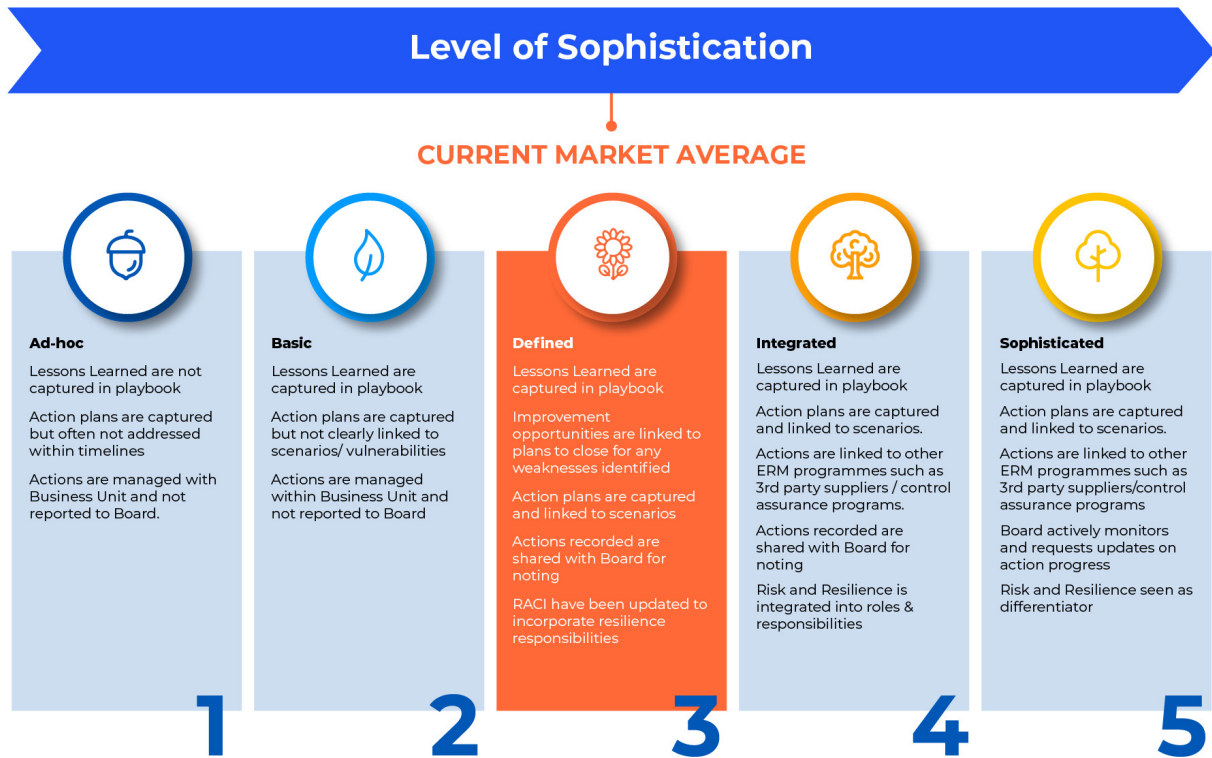 Level of Sophistication
CURRENT MARKET AVERAGE
Ad-hoc
Lessons Learned are not
captured in playbook
Action plans are captured
but often not addressed
within timelines
Actions are managed with
Business Unit and not
reported to Board.
1
Basic
Lessons Learned are
captured in playbook
Action plans are captured
but not clearly linked to
scenarios/ vulnerabilities
Actions are managed
within Business Unit and
not reported to Board
2
Defined
Lessons Learned are
captured in playbook
Improvement
opportunities are linked to
plans to close for any
weaknesses identified
Action plans are captured
and linked to scenarios
Actions recorded are
shared with Board for
noting
RACI have been updated to
incorporate resilience
responsibilities
3
Integrated
Lessons Learned are
captured in playbook
Action plans are captured
and linked to scenarios.
Actions are linked to other
ERM programmes such as
3rd party suppliers / control
assurance programs.
Actions recorded are
shared with Board for
noting
Risk and Resilience is
integrated into roles &
responsibilities
4
Sophisticated
Lessons Learned are
captured in playbook
Action plans are captured
and linked to scenarios.
Actions are linked to other
ERM programmes such as
3rd party suppliers/control
assurance programs
Board actively monitors
and requests updates on
action progress
Risk and Resilience seen as
differentiator
5